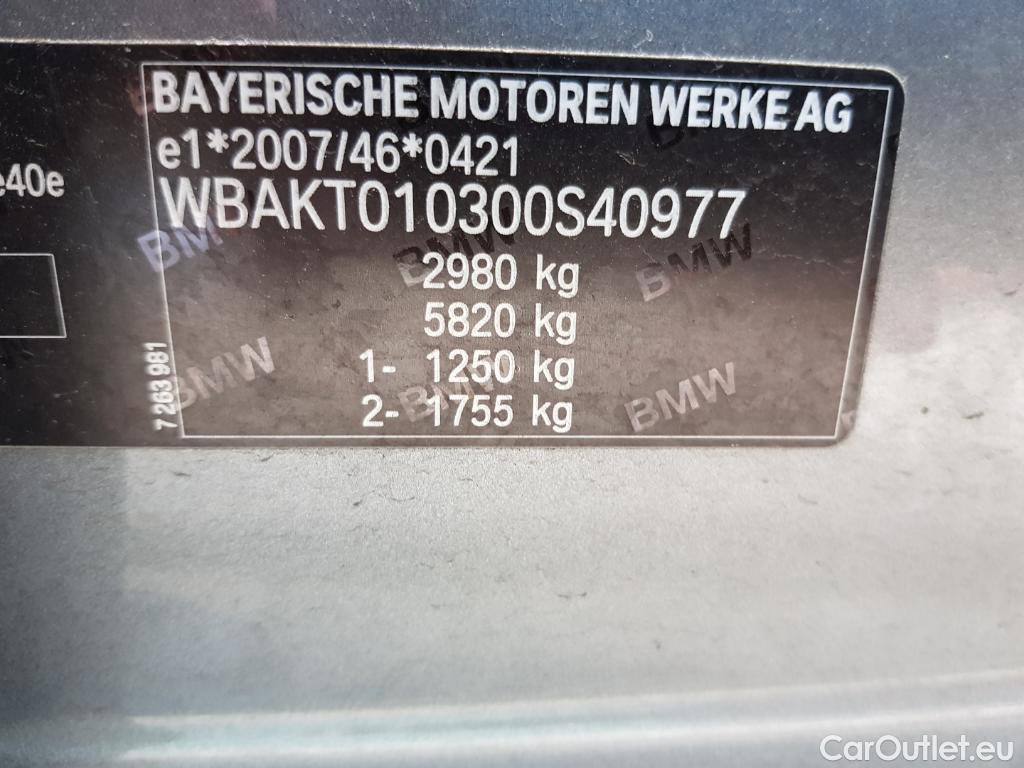 BAYERISCHE MOTOREN WERKE AG
e1*2007/46*0421
e40e
WBAKT010300S40977
2980 kg
5820 kg
1- 1250 kg
2- 1755 kg
7 263 981
BMW
BMW
BMW
BMW
BMW
BMW
CarOutlet.eu